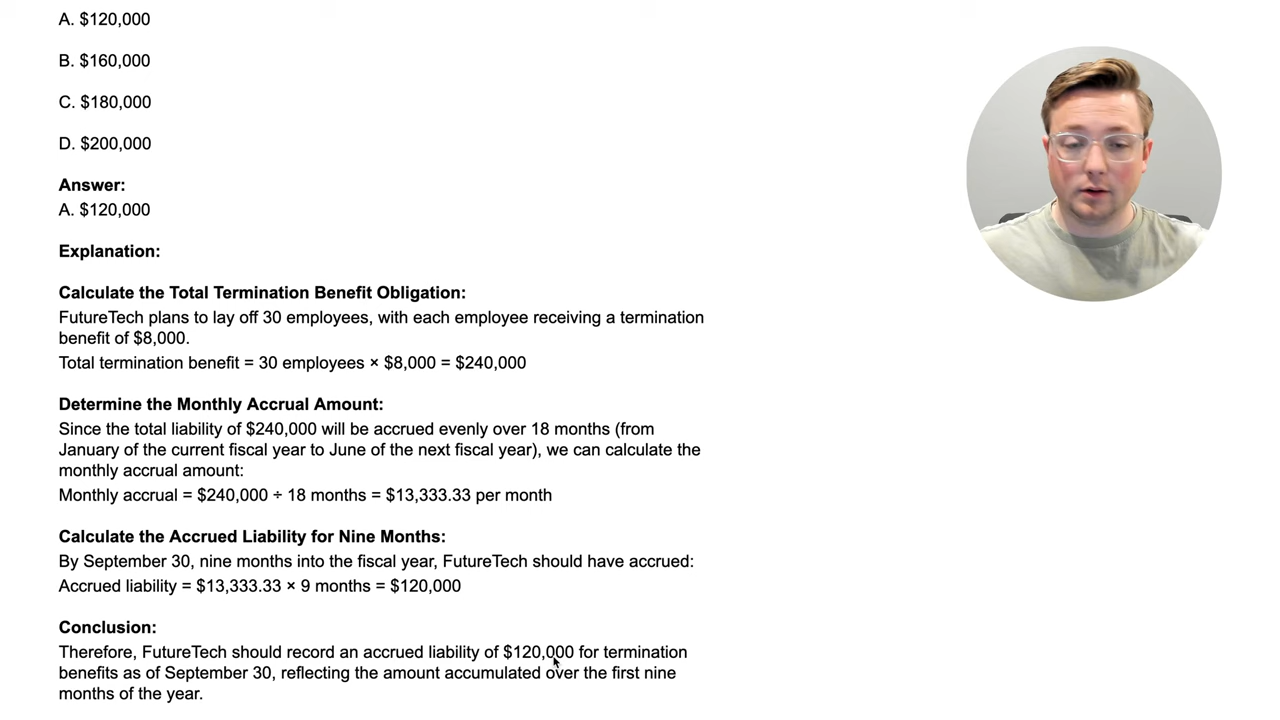 A. $120,000
B. $160,000
C. $180,000
D. $200,000
Answer:
A. $120,000
Explanation:
Calculate the Total Termination Benefit Obligation:
FutureTech plans to lay off 30 employees, with each employee receiving a termination
benefit of $8,000.
Total termination benefit = 30 employees × $8,000 = $240,000
Determine the Monthly Accrual Amount:
Since the total liability of $240,000 will be accrued evenly over 18 months (from
January of the current fiscal year to June of the next fiscal year), we can calculate the
monthly accrual amount:
Monthly accrual = $240,000 ÷ 18 months = $13,333.33 per month
Calculate the Accrued Liability for Nine Months:
By September 30, nine months into the fiscal year, FutureTech should have accrued:
Accrued liability = $13,333.33 × 9 months = $120,000
Conclusion:
Therefore, FutureTech should record an accrued liability of $120,000 for termination
benefits as of September 30, reflecting the amount accumulated over the first nine
months of the year.